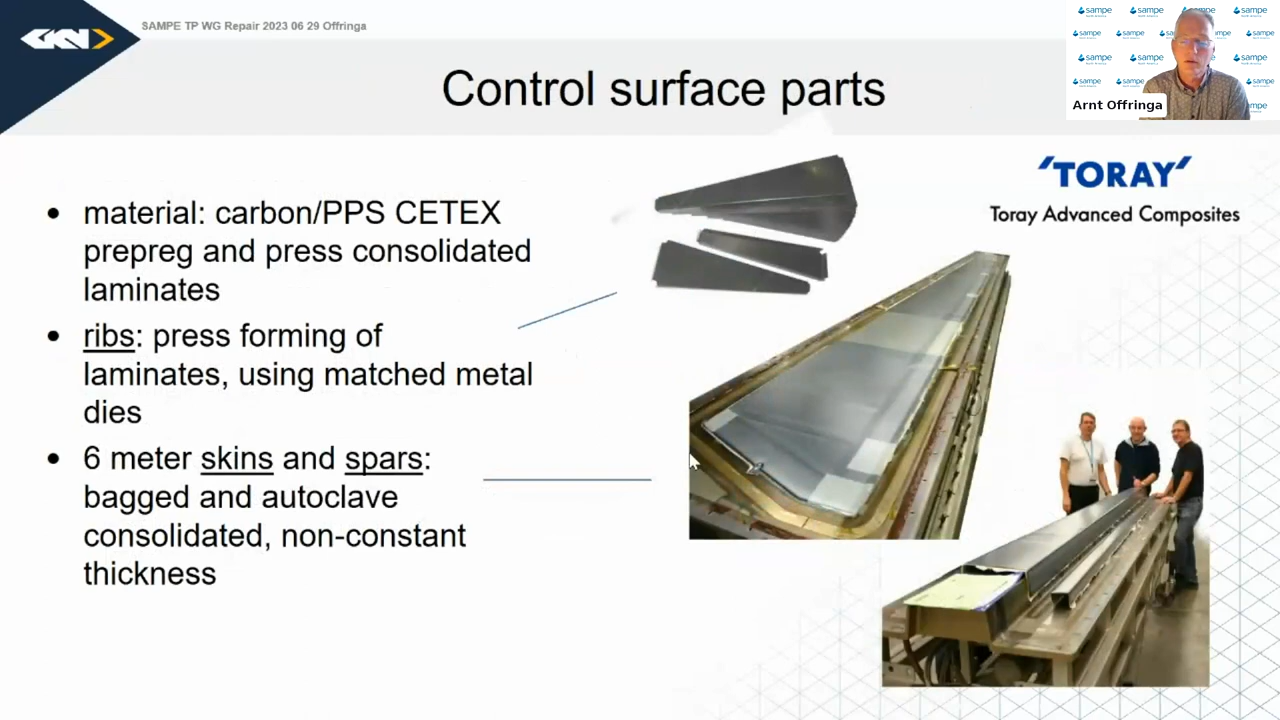 SAMPE TP WG Repair 2023 06 29 Offringa
GKN
Control surface parts
sampe
Arnt Offringa
'TORAY'
Toray Advanced Composites
• material: carbon/PPS CETEX
prepreg and press consolidated
laminates
• ribs: press forming of
laminates, using matched metal
dies
• 6 meter skins and spars:
bagged and autoclave
consolidated, non-constant
thickness